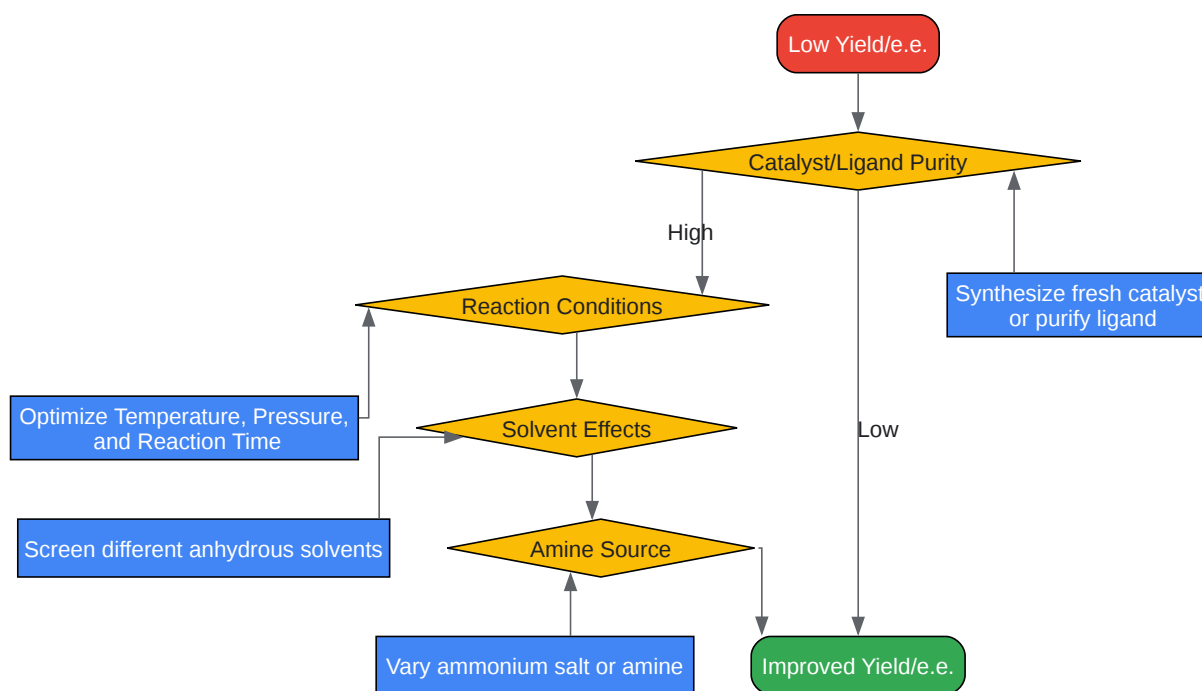 Low Yield/e.e.
Catalyst/Ligand Purity
High
Synthesize fresh catalyst
or purify ligand
Reaction Conditions
Optimize Temperature, Pressure,
and Reaction Time
Solvent Effects
Low
Screen different anhydrous solvents
Amine Source
Vary ammonium salt or amine
Improved Yield/e.e.